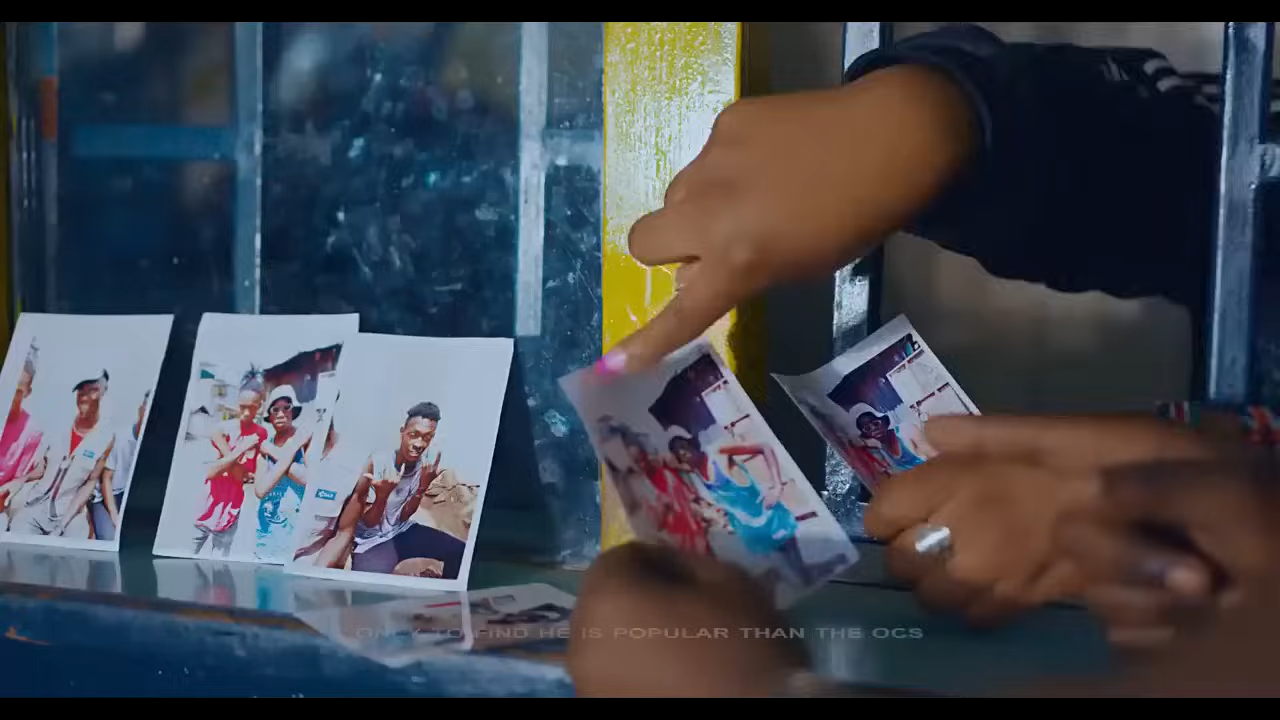 ONLY TO FIND HE IS POPULAR THAN THE OCS